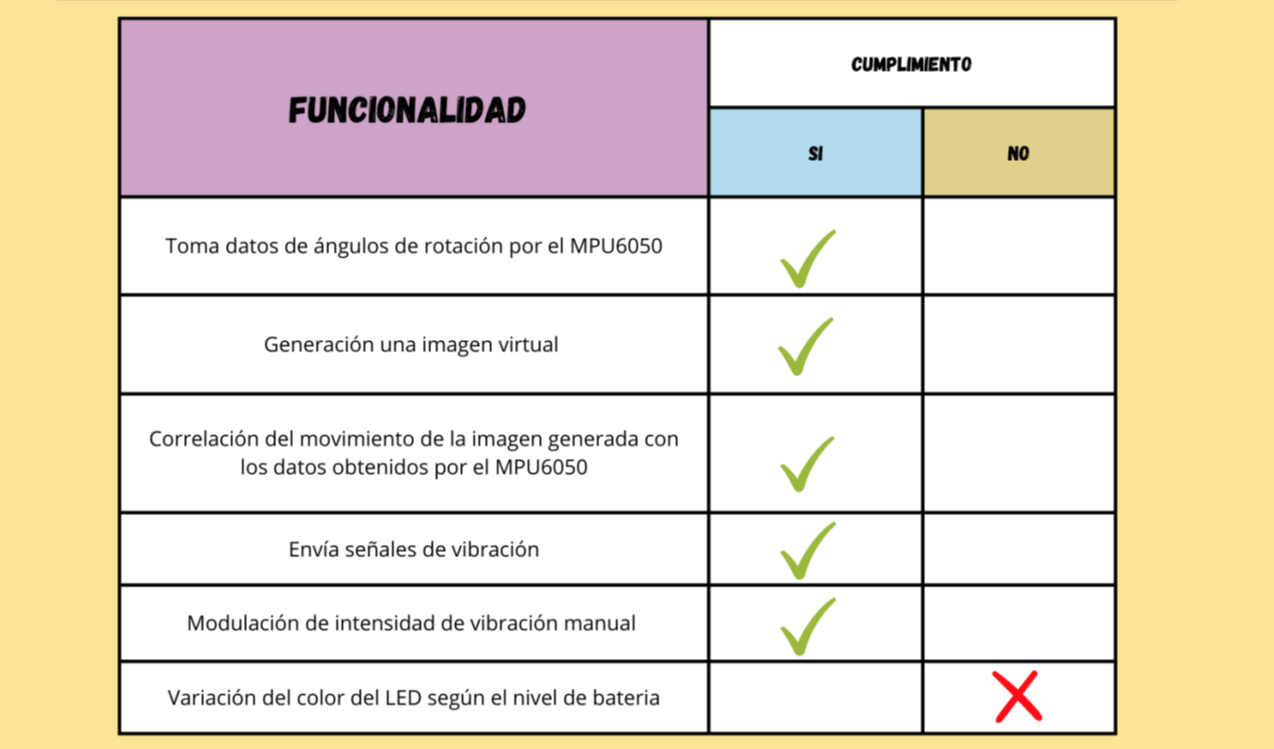 FUNCIONALIDAD
CUMPLIMIENTO
SI
NO
Toma datos de ángulos de rotación por el MPU6050
Generación una imagen virtual
Correlación del movimiento de la imagen generada con
los datos obtenidos por el MPU6050
Envía señales de vibración
Modulación de intensidad de vibración manual
Variación del color del LED según el nivel de bateria